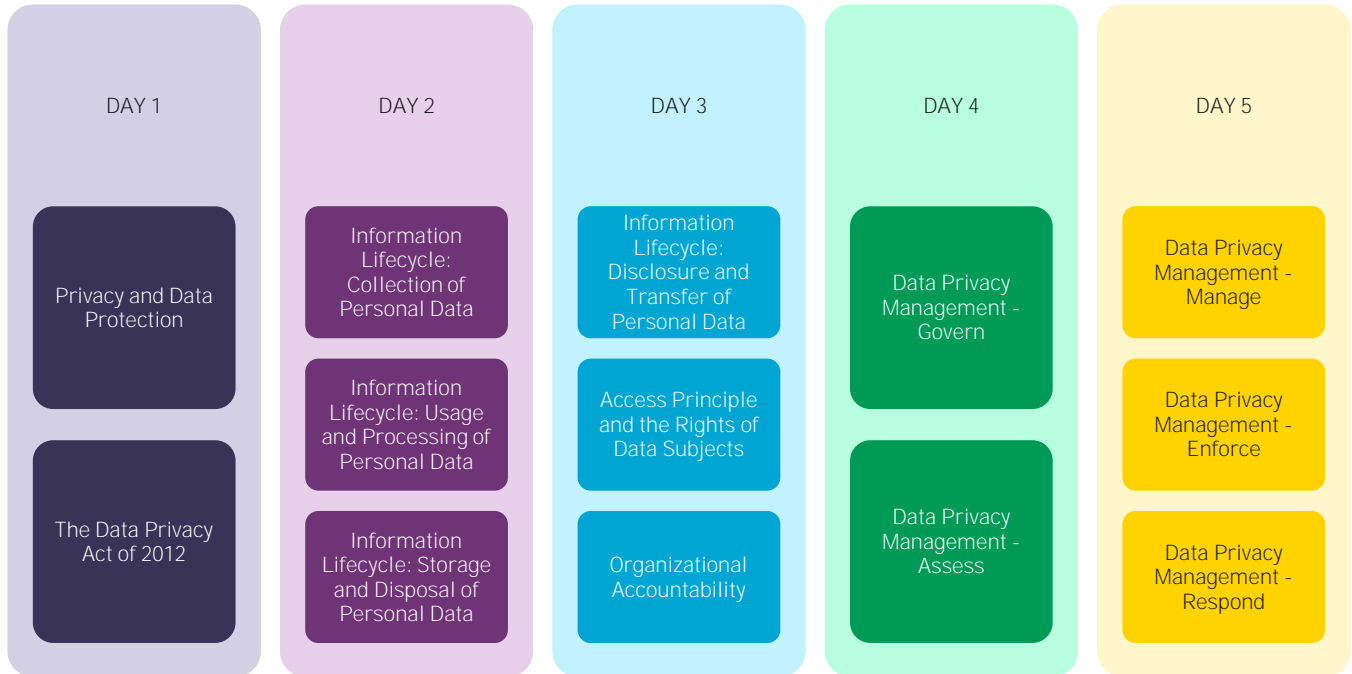 DAY 1
Privacy and Data
Protection
The Data Privacy
Act of 2012
DAY 2
Information
Lifecycle:
Collection of
Personal Data
Information
Lifecycle: Usage
and Processing of
Personal Data
Information
Lifecycle: Storage
and Disposal of
Personal Data
DAY 3
Information
Lifecycle:
Disclosure and
Transfer of
Personal Data
Access Principle
and the Rights of
Data Subjects
Organizational
Accountability
DAY 4
Data Privacy
Management -
Govern
Data Privacy
Management -
Assess
DAY 5
Data Privacy
Management -
Manage
Data Privacy
Management -
Enforce
Data Privacy
Management -
Respond